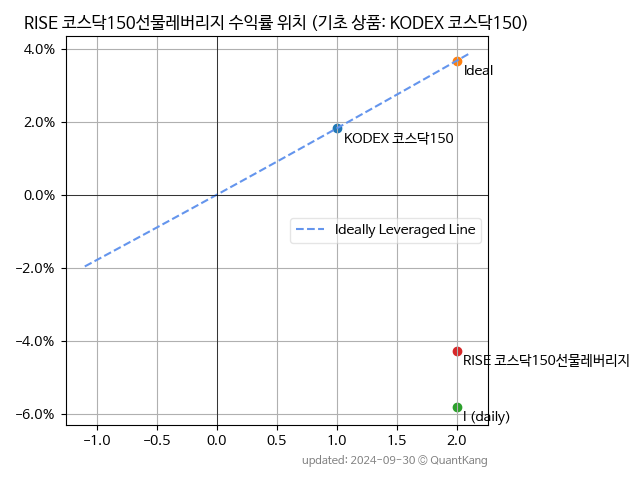 RISE 코스닥150선물레버리지 수익률 위치 (기초 상품: KODEX 코스닥150)
4.0%
Ideal
2.0%
KODEX 코스닥150
0.0%
Ideally Leveraged Line
−2.0%
−4.0%
RISE 코스닥150선물레버리지
−6.0%
I (daily)
−1.0 −0.5 0.0 0.5 1.0 1.5 2.0
updated: 2024-09-30 © QuantKang